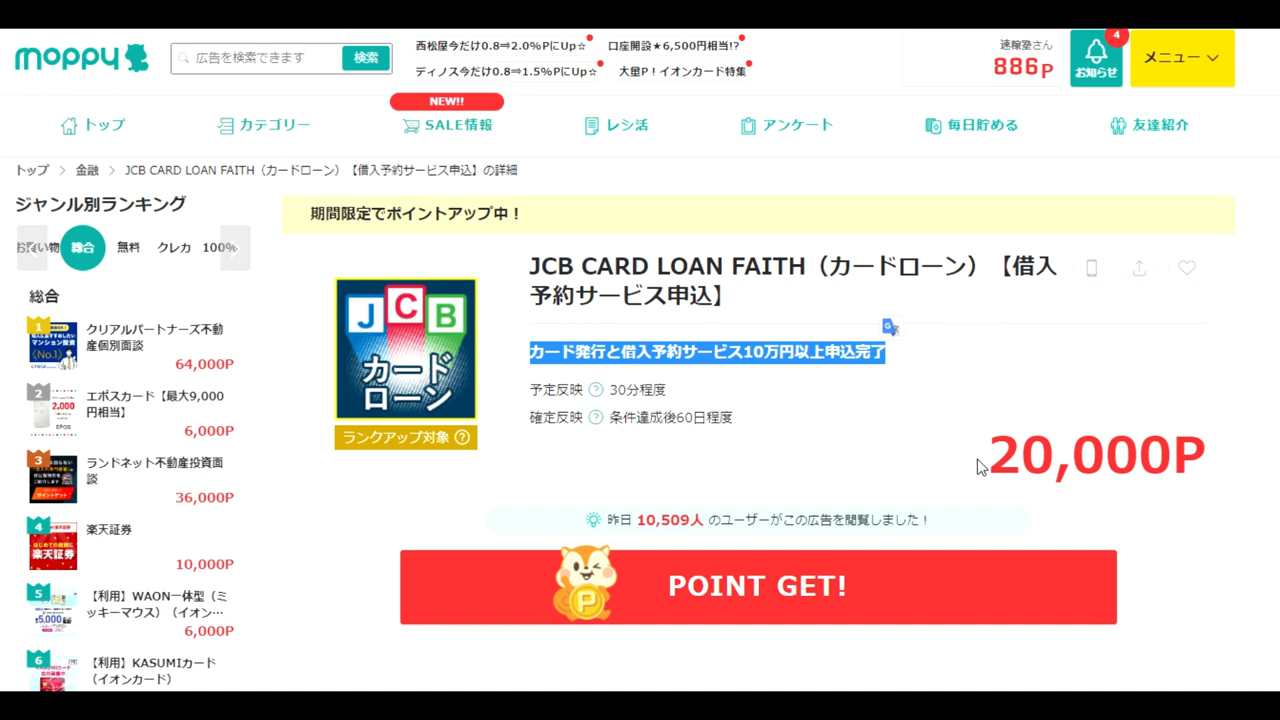 moppy
広告を検索できます
検索
西松屋今だけ0.8⇒2.0%PにUp☆
口座開設★6,500円相当!?
ディノス今だけ0.8⇒1.5%PにUp☆
大量P！イオンカード特集
速稼塾さん
886P
4
お知らせ
メニュー
NEW!!
トップ
カテゴリー
SALE情報
レシ活
アンケート
毎日貯める
友達紹介
トップ > 金融 > JCB CARD LOAN FAITH（カードローン）【借入予約サービス申込】の詳細
ジャンル別ランキング
お買い物
総合
無料
クレカ
100%
総合
1
クリアルパートナーズ不動
産個別面談
64,000P
2
エポスカード【最大9,000
円相当】
6,000P
3
ランドネット不動産投資面
談
36,000P
4
楽天証券
10,000P
5
【利用】WAON一体型（ミ
ッキーマウス）（イオン…
6,000P
6
【利用】KASUMIカード
（イオンカード）
期間限定でポイントアップ中！
JCB
カード
ローン
ランクアップ対象 ?
JCB CARD LOAN FAITH（カードローン）【借入
予約サービス申込】
カード発行と借入予約サービス10万円以上申込完了
予定反映 ? 30分程度
確定反映 ? 条件達成後60日程度
20,000P
昨日 10,509人 のユーザーがこの広告を閲覧しました！
P
POINT GET!